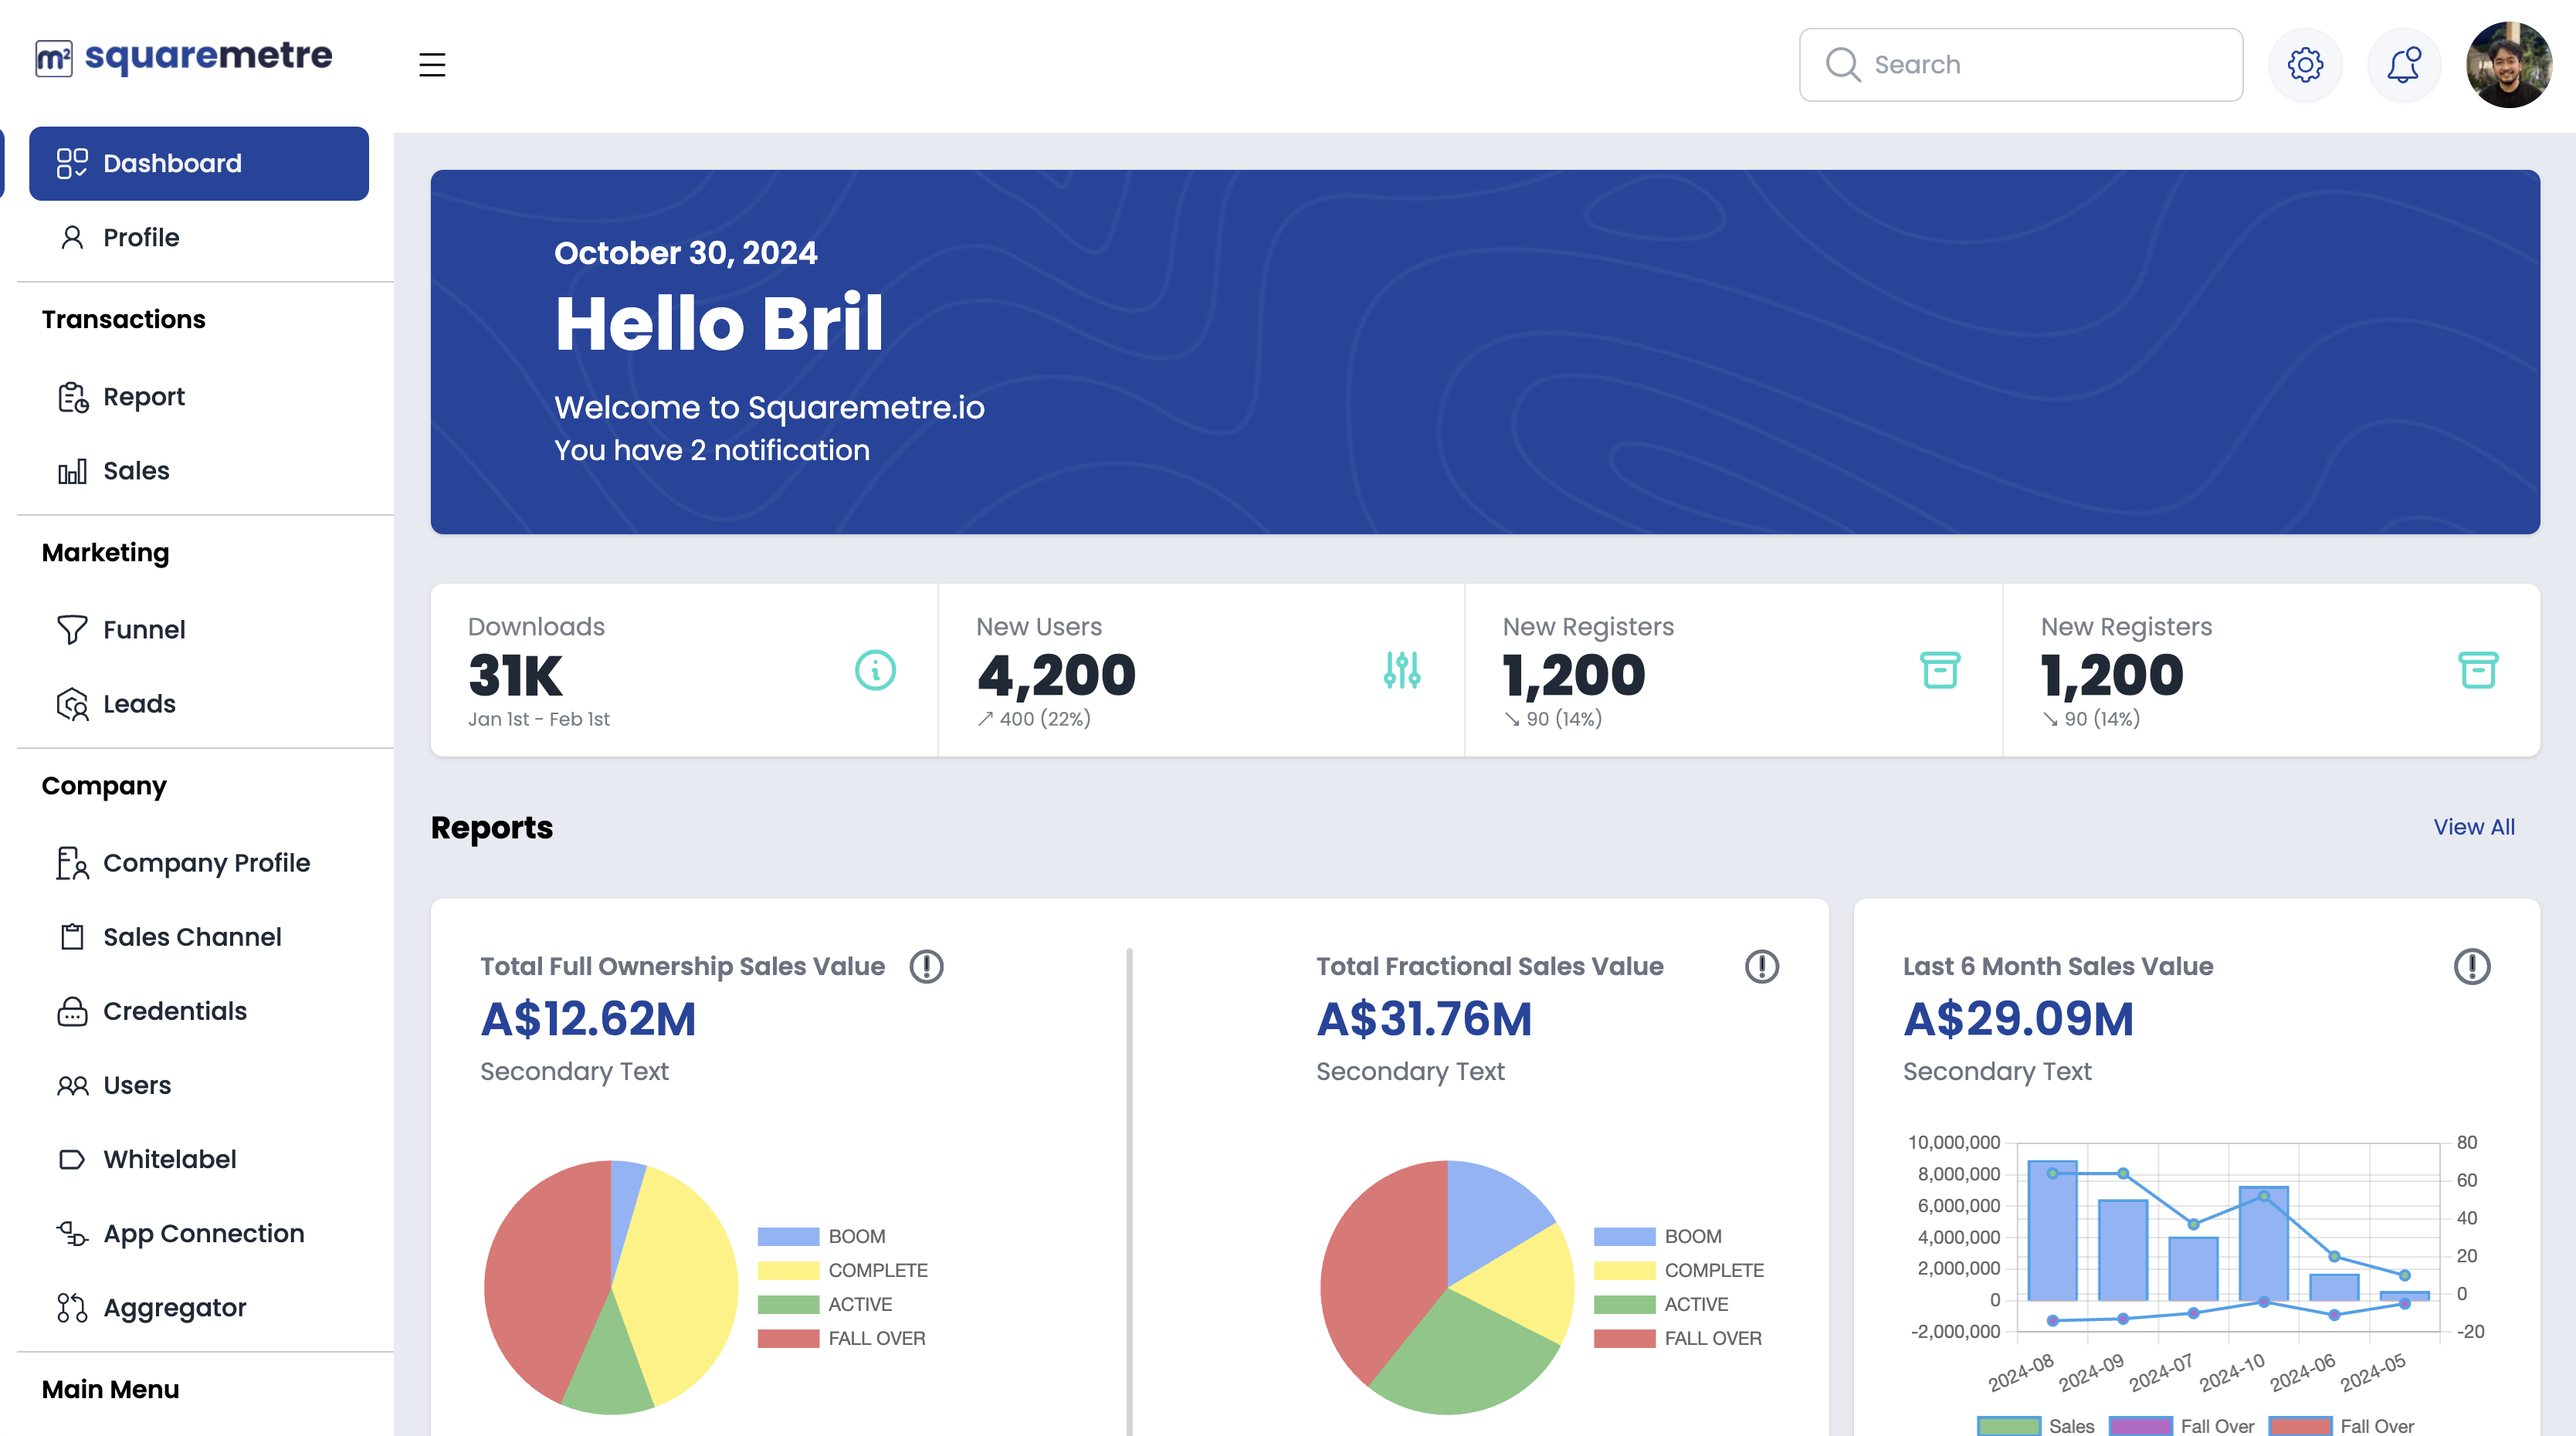 m² squaremetre
Search
Dashboard
Profile
Transactions
Report
Sales
Marketing
Funnel
Leads
Company
Company Profile
Sales Channel
Credentials
Users
Whitelabel
App Connection
Aggregator
Main Menu
October 30, 2024
Hello Bril
Welcome to Squaremetre.io
You have 2 notification
Downloads
31K
Jan 1st - Feb 1st
New Users
4,200
↗ 400 (22%)
New Registers
1,200
↘ 90 (14%)
New Registers
1,200
↘ 90 (14%)
Reports
View All
Total Full Ownership Sales Value
A$12.62M
Secondary Text
BOOM
COMPLETE
ACTIVE
FALL OVER
Total Fractional Sales Value
A$31.76M
Secondary Text
BOOM
COMPLETE
ACTIVE
FALL OVER
Last 6 Month Sales Value
A$29.09M
Secondary Text
10,000,000 80
8,000,000 60
6,000,000 40
4,000,000 20
2,000,000 0
0 -20
-2,000,000
2024-08 2024-09 2024-07 2024-10 2024-06 2024-05
Sales Fall Over Fall Over